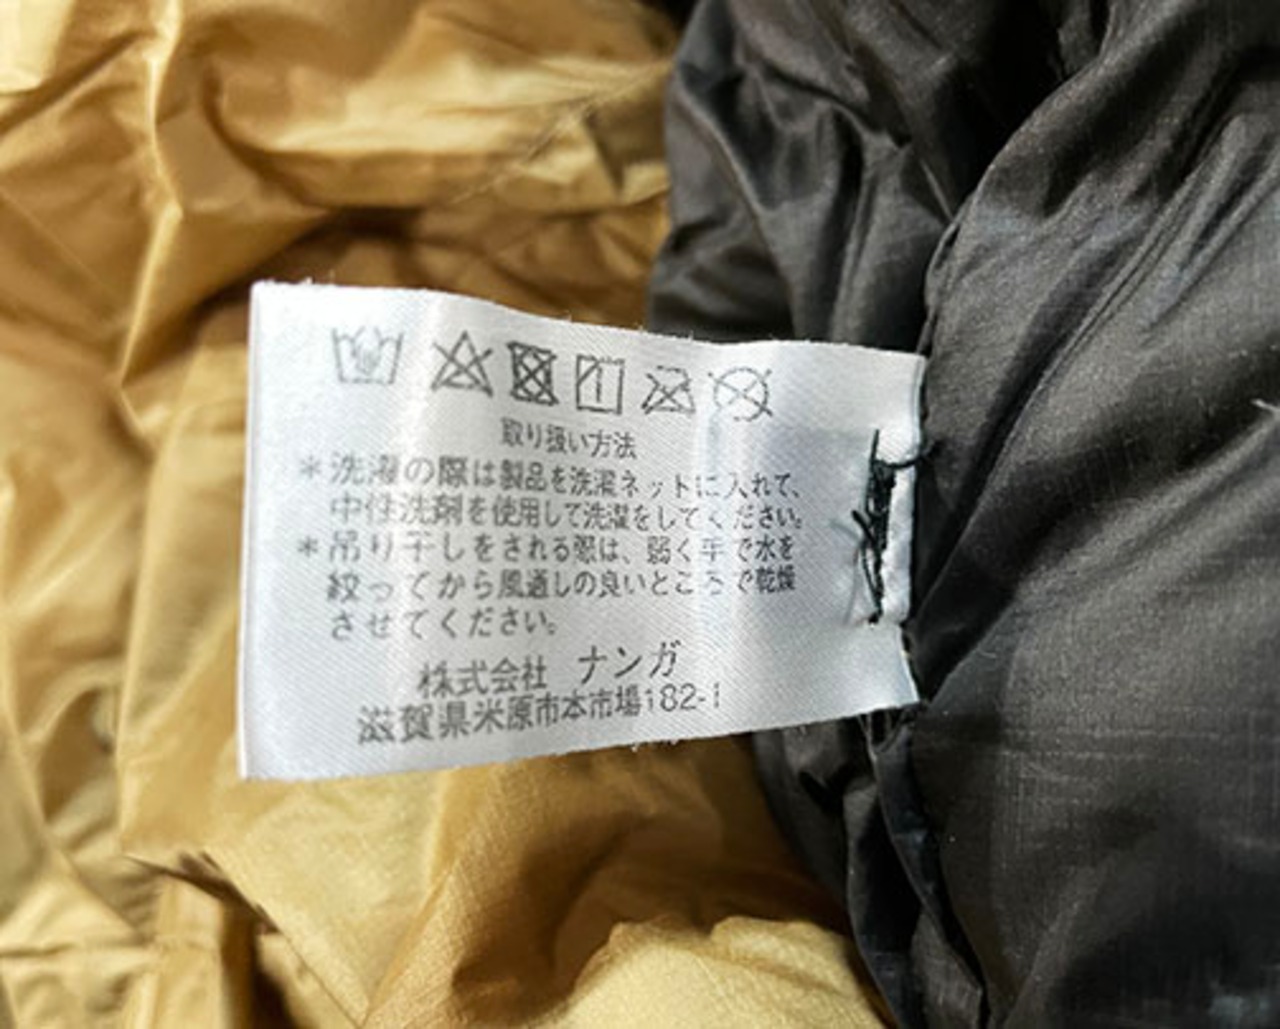 取り扱い方法
＊洗濯の際は製品を洗濯ネットに入れて、
中性洗剤を使用して洗濯をしてください。
＊吊り干しをされる際は、弱く手で水を
絞ってから風通しの良いところで乾燥
させてください。
株式会社 ナンガ
滋賀県米原市本市場182-1